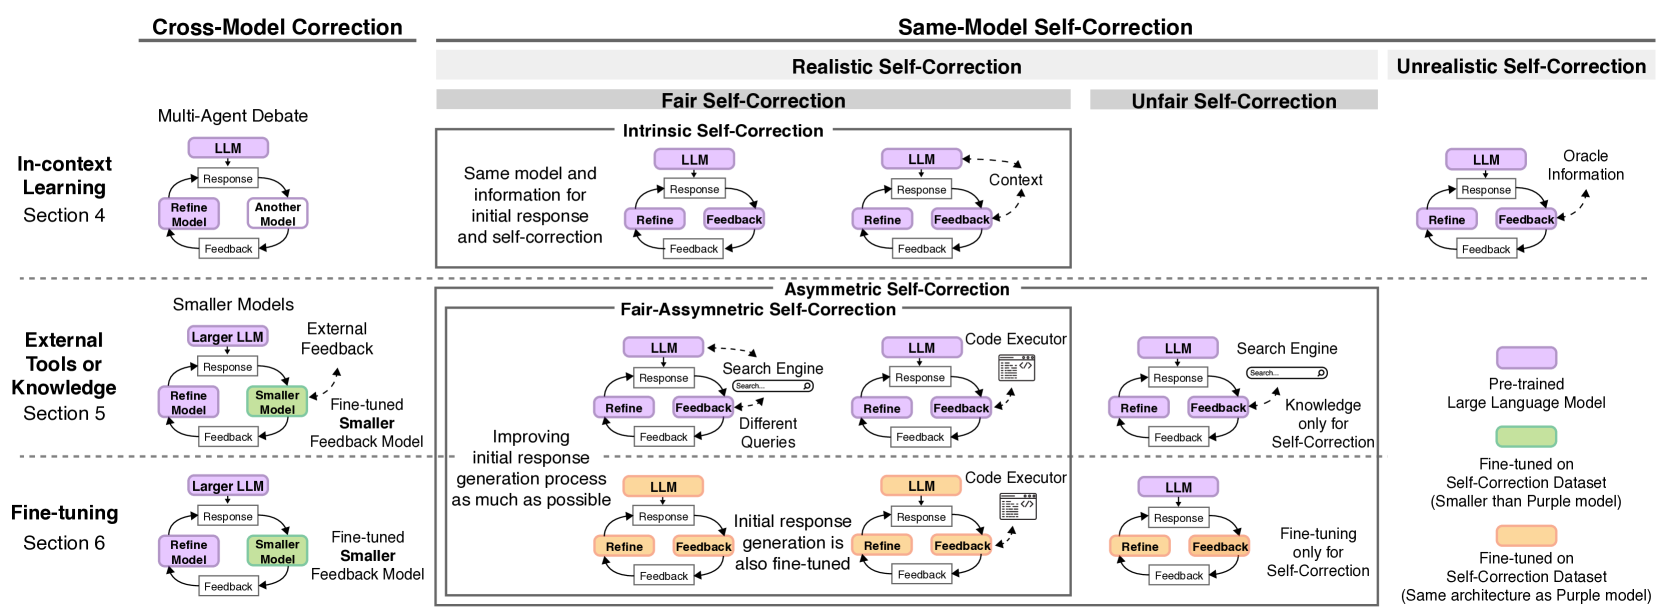 Cross-Model Correction
Same-Model Self-Correction
Realistic Self-Correction
Unrealistic Self-Correction
Fair Self-Correction
Unfair Self-Correction
In-context
Learning
Section 4
Multi-Agent Debate
LLM
Response
Refine
Model
Another
Model
Feedback
Intrinsic Self-Correction
Same model and
information for
initial response
and self-correction
LLM
Response
Refine
Feedback
Feedback
LLM
Context
Response
Refine
Feedback
Feedback
LLM
Oracle
Information
Response
Refine
Feedback
Feedback
External
Tools or
Knowledge
Section 5
Smaller Models
Larger LLM
External
Feedback
Response
Refine
Model
Smaller
Model
Feedback
Fine-tuned
Smaller
Feedback Model
Asymmetric Self-Correction
Fair-Assymnetric Self-Correction
Improving
initial response
generation process
as much as possible
LLM
Search Engine
Search...
Response
Refine
Feedback
Different
Queries
Feedback
LLM
Code Executor
Response
Refine
Feedback
Feedback
LLM
Search Engine
Search...
Response
Refine
Feedback
Knowledge
only for
Self-Correction
Feedback
Fine-tuning
Section 6
Larger LLM
Response
Refine
Model
Smaller
Model
Feedback
Fine-tuned
Smaller
Feedback Model
LLM
Response
Refine
Feedback
Feedback
Initial response
generation is
also fine-tuned
LLM
Code Executor
Response
Refine
Feedback
Feedback
LLM
Response
Refine
Feedback
Feedback
Fine-tuning
only for
Self-Correction
Pre-trained
Large Language Model
Fine-tuned on
Self-Correction Dataset
(Smaller than Purple model)
Fine-tuned on
Self-Correction Dataset
(Same architecture as Purple model)